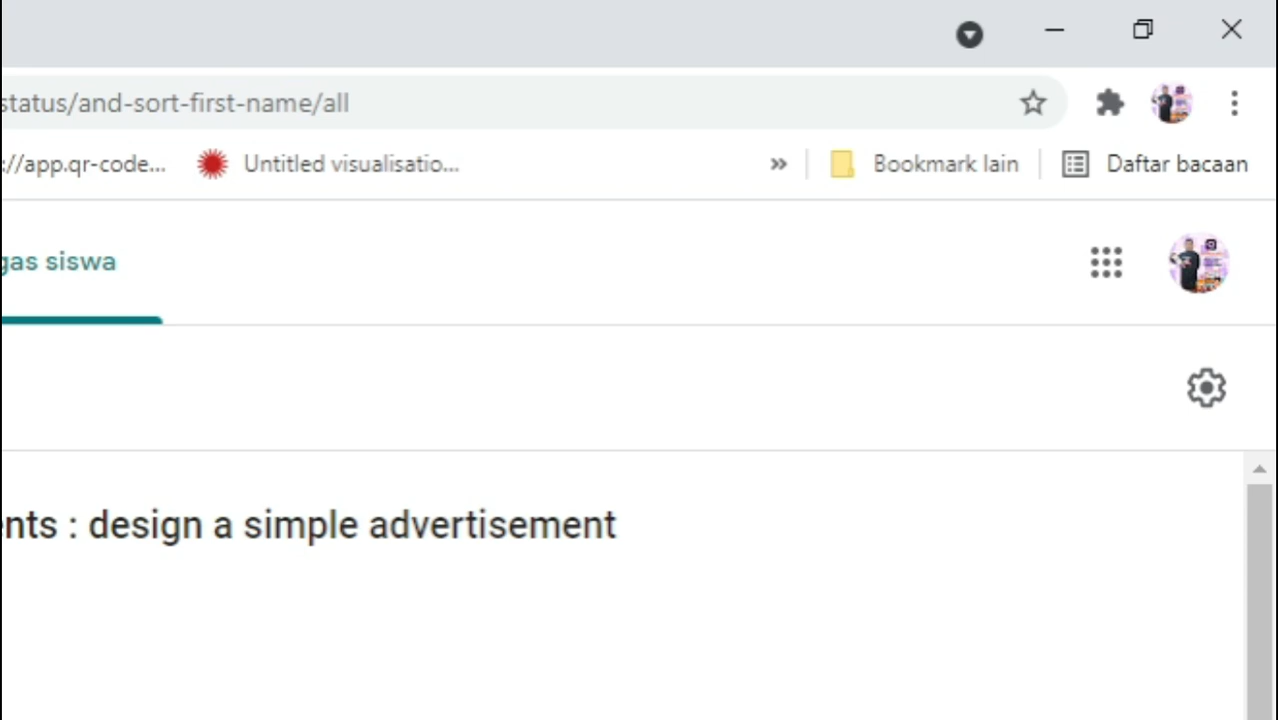 status/and-sort-first-name/all
://app.qr-code... Untitled visualisatio... » Bookmark lain Daftar bacaan
gas siswa
ents : design a simple advertisement